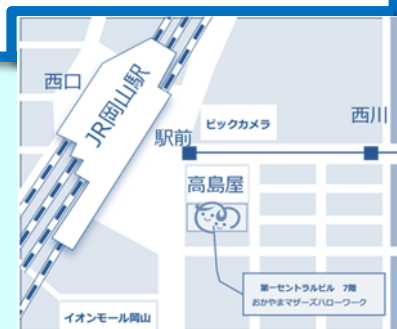 西口
JR岡山駅
駅前
ビックカメラ
西川
高島屋
第一セントラルビル 7階
おかやまマザーズハローワーク
イオンモール岡山